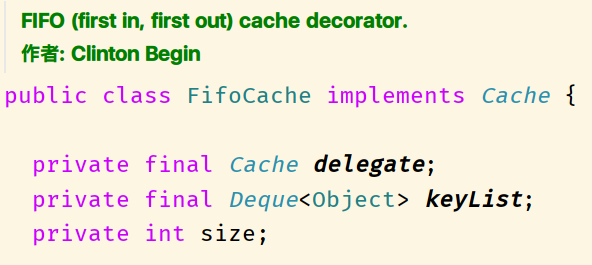 FIFO (first in, first out) cache decorator.
作者: Clinton Begin
public class FifoCache implements Cache {
private final Cache delegate;
private final Deque<Object> keyList;
private int size;